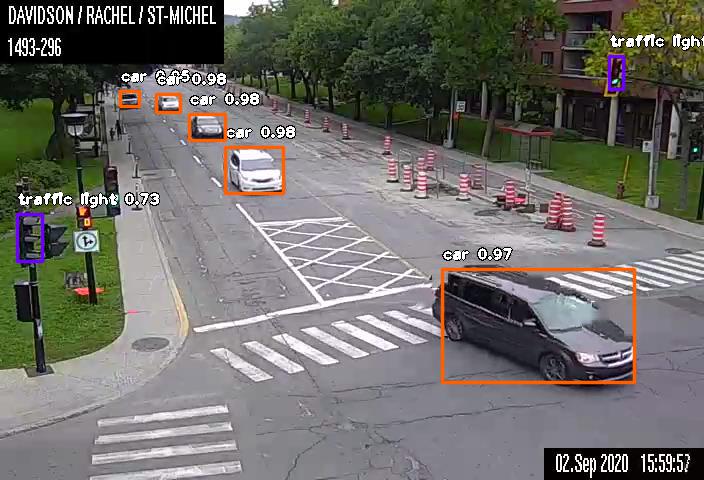 DAVIDSON / RACHEL / ST-MICHEL
1493-296
traffic light
car 0.98
car 0.98
car 0.98
traffic light 0.73
car 0.97
02.Sep 2020 15:59:57